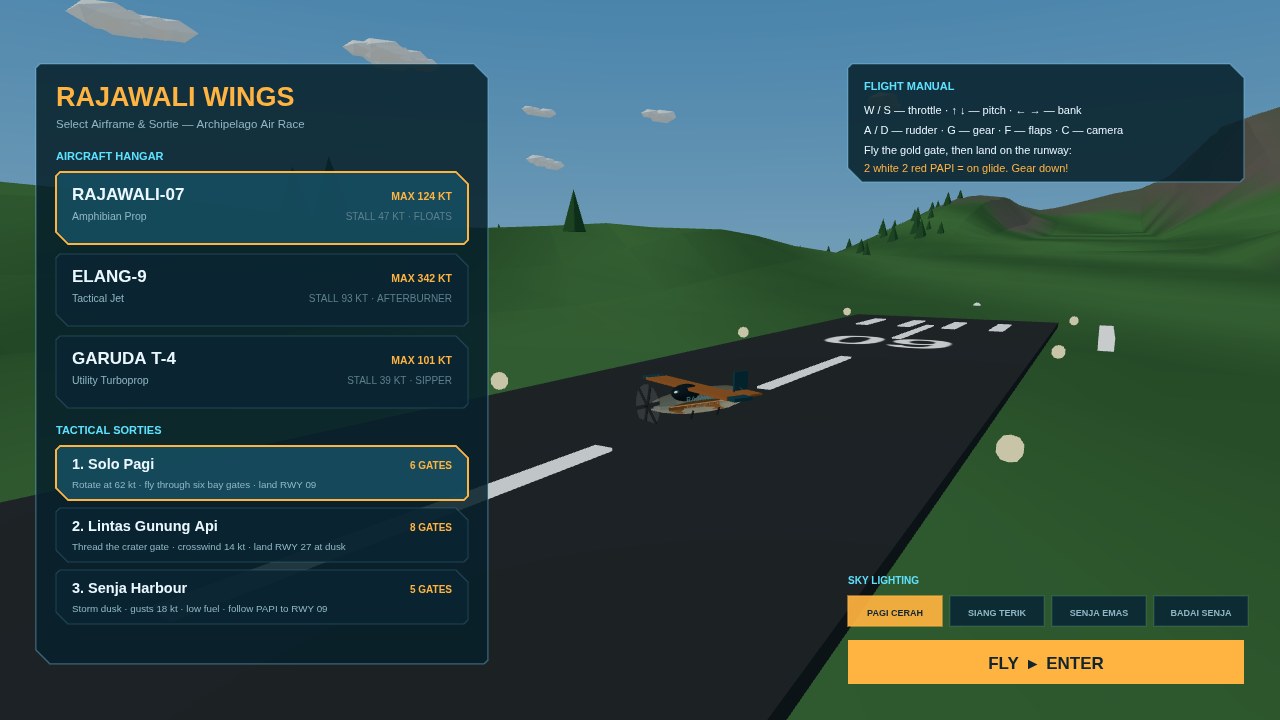 RAJAWALI WINGS
Select Airframe & Sortie — Archipelago Air Race
AIRCRAFT HANGAR
RAJAWALI-07
MAX 124 KT
Amphibian Prop
STALL 47 KT · FLOATS
ELANG-9
MAX 342 KT
Tactical Jet
STALL 93 KT · AFTERBURNER
GARUDA T-4
MAX 101 KT
Utility Turboprop
STALL 39 KT · SIPPER
TACTICAL SORTIES
1. Solo Pagi
6 GATES
Rotate at 62 kt · fly through six bay gates · land RWY 09
2. Lintas Gunung Api
8 GATES
Thread the crater gate · crosswind 14 kt · land RWY 27 at dusk
3. Senja Harbour
5 GATES
Storm dusk · gusts 18 kt · low fuel · follow PAPI to RWY 09
FLIGHT MANUAL
W / S — throttle · ↑ ↓ — pitch · ← → — bank
A / D — rudder · G — gear · F — flaps · C — camera
Fly the gold gate, then land on the runway:
2 white 2 red PAPI = on glide. Gear down!
09
SKY LIGHTING
PAGI CERAH
SIANG TERIK
SENJA EMAS
BADAI SENJA
FLY ► ENTER